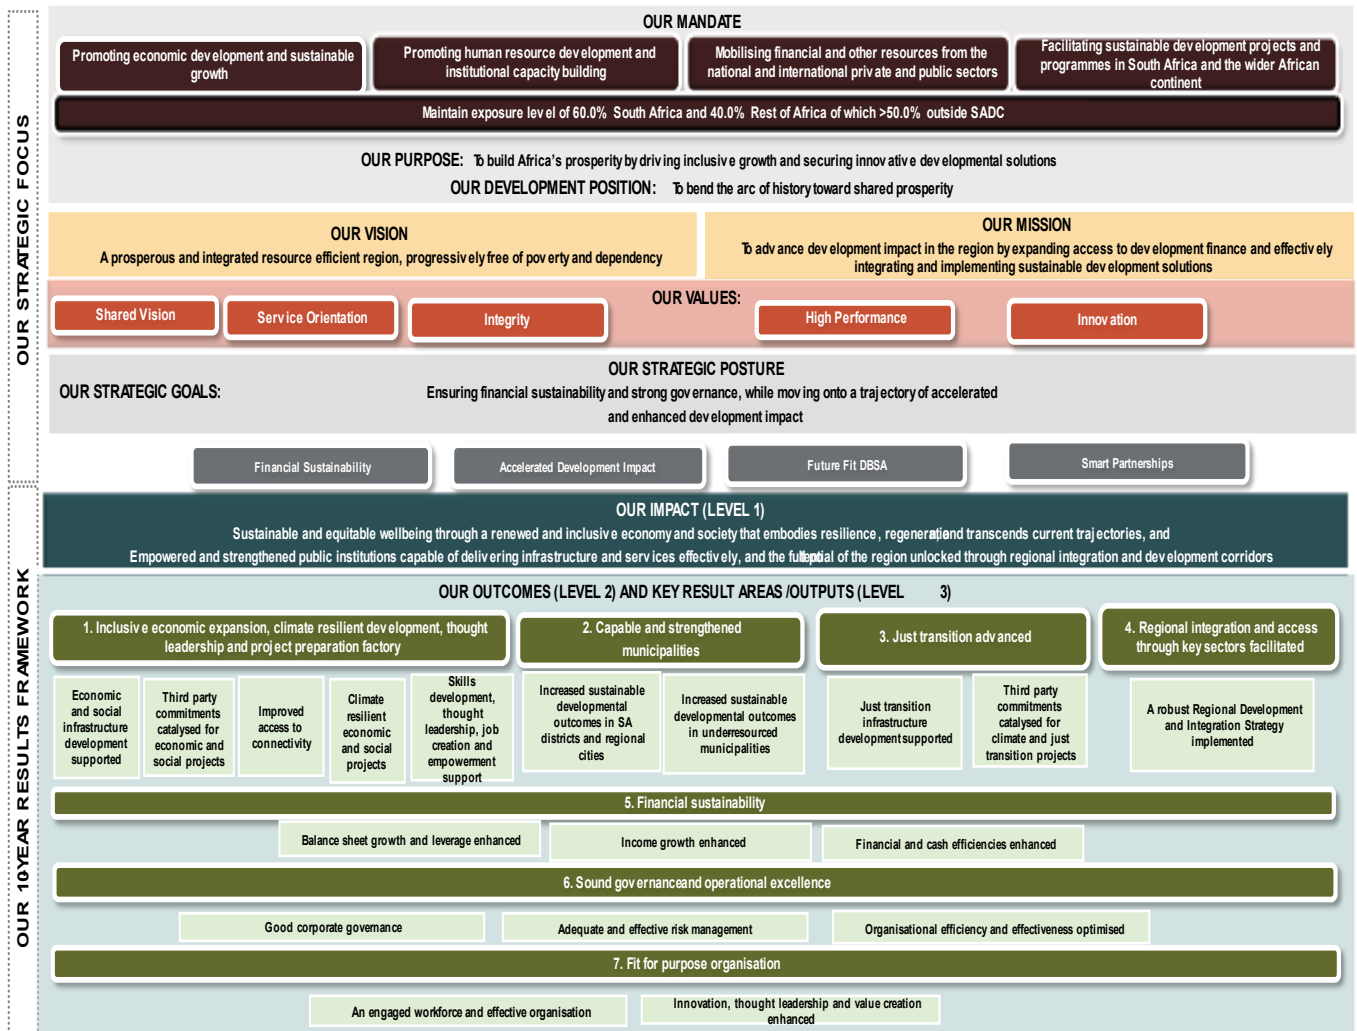 OUR STRATEGIC FOCUS
OUR MANDATE
Promoting economic development and sustainable
growth
Promoting human resource development and
institutional capacity building
Mobilising financial and other resources from the
national and international private and public sectors
Facilitating sustainable development projects and
programmes in South Africa and the wider African
continent
Maintain exposure level of 60.0% South Africa and 40.0% Rest of Africa of which >50.0% outside SADC
OUR PURPOSE: To build Africa's prosperity by driving inclusive growth and securing innovative developmental solutions
OUR DEVELOPMENT POSITION: To bend the arc of history toward shared prosperity
OUR VISION
A prosperous and integrated resource efficient region, progressively free of poverty and dependency
OUR MISSION
To advance development impact in the region by expanding access to development finance and effectively
integrating and implementing sustainable development solutions
OUR VALUES:
Shared Vision
Service Orientation
Integrity
High Performance
Innovation
OUR STRATEGIC POSTURE
OUR STRATEGIC GOALS:
Ensuring financial sustainability and strong governance, while moving onto a trajectory of accelerated
and enhanced development impact
Financial Sustainability
Accelerated Development Impact
Future Fit DBSA
Smart Partnerships
OUR 10-YEAR RESULTS FRAMEWORK
OUR IMPACT (LEVEL 1)
Sustainable and equitable wellbeing through a renewed and inclusive economy and society that embodies resilience, and transcends current trajectories, and
Empowered and strengthened public institutions capable of delivering infrastructure and services effectively, and the of the region unlocked through regional integration and development corridors
OUR OUTCOMES (LEVEL 2) AND KEY RESULT AREAS /OUTPUTS (LEVEL 3)
1. Inclusive economic expansion, climate resilient development, thought
leadership and project preparation factory
2. Capable and strengthened
municipalities
3. Just transition advanced
4. Regional integration and access
through key sectors facilitated
Economic
and social
infrastructure
development
supported
Third party
commitments
catalysed for
economic and
social projects
Improved
access to
connectivity
Climate
resilient
economic
and social
projects
Skills
development,
thought
leadership, job
creation and
empowerment
support
Increased sustainable
developmental
outcomes in SA
districts and regional
cities
Increased sustainable
developmental outcomes
in underresourced
municipalities
Just transition
infrastructure
development supported
Third party
commitments
catalysed for
climate and just
transition projects
A robust Regional Development
and Integration Strategy
implemented
5. Financial sustainability
Balance sheet growth and leverage enhanced
Income growth enhanced
Financial and cash efficiencies enhanced
6. Sound governance and operational excellence
Good corporate governance
Adequate and effective risk management
Organisational efficiency and effectiveness optimised
7. Fit for purpose organisation
An engaged workforce and effective organisation
Innovation, thought leadership and value creation
enhanced